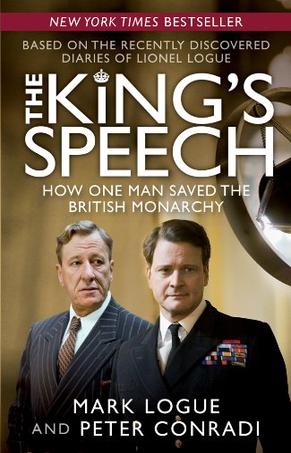 NEW YORK TIMES BESTSELLER
BASED ON THE RECENTLY DISCOVERED
DIARIES OF LIONEL LOGUE
THE KING'S
SPEECH
HOW ONE MAN SAVED THE
BRITISH MONARCHY
MARK LOGUE
AND PETER CONRADI